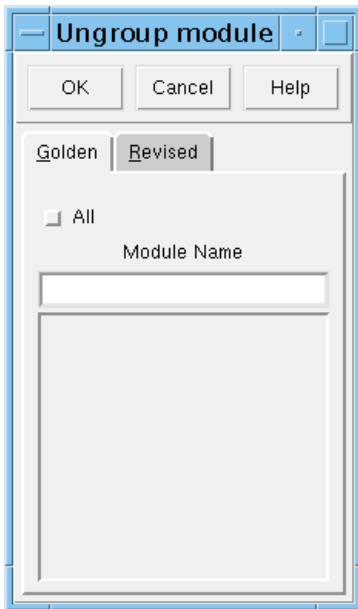 Ungroup module
OK Cancel Help
Golden Revised
All
Module Name